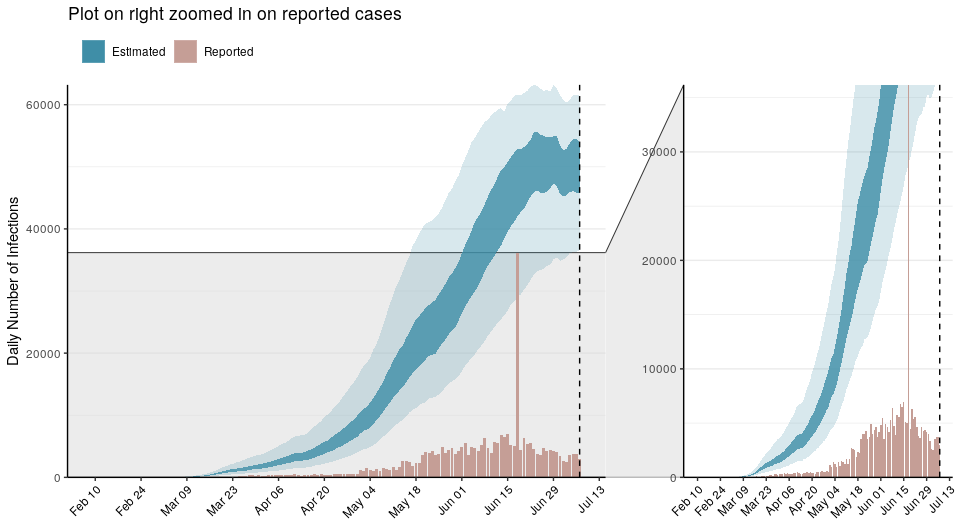 Plot on right zoomed in on reported cases
Estimated Reported
Daily Number of Infections
60000
40000
20000
0
Feb 10 Feb 24 Mar 09 Mar 23 Apr 06 Apr 20 May 04 May 18 Jun 01 Jun 15 Jun 29 Jul 13
30000
20000
10000
0
Feb 10 Feb 24 Mar 09 Mar 23 Apr 06 Apr 20 May 04 May 18 Jun 01 Jun 15 Jun 29 Jul 13